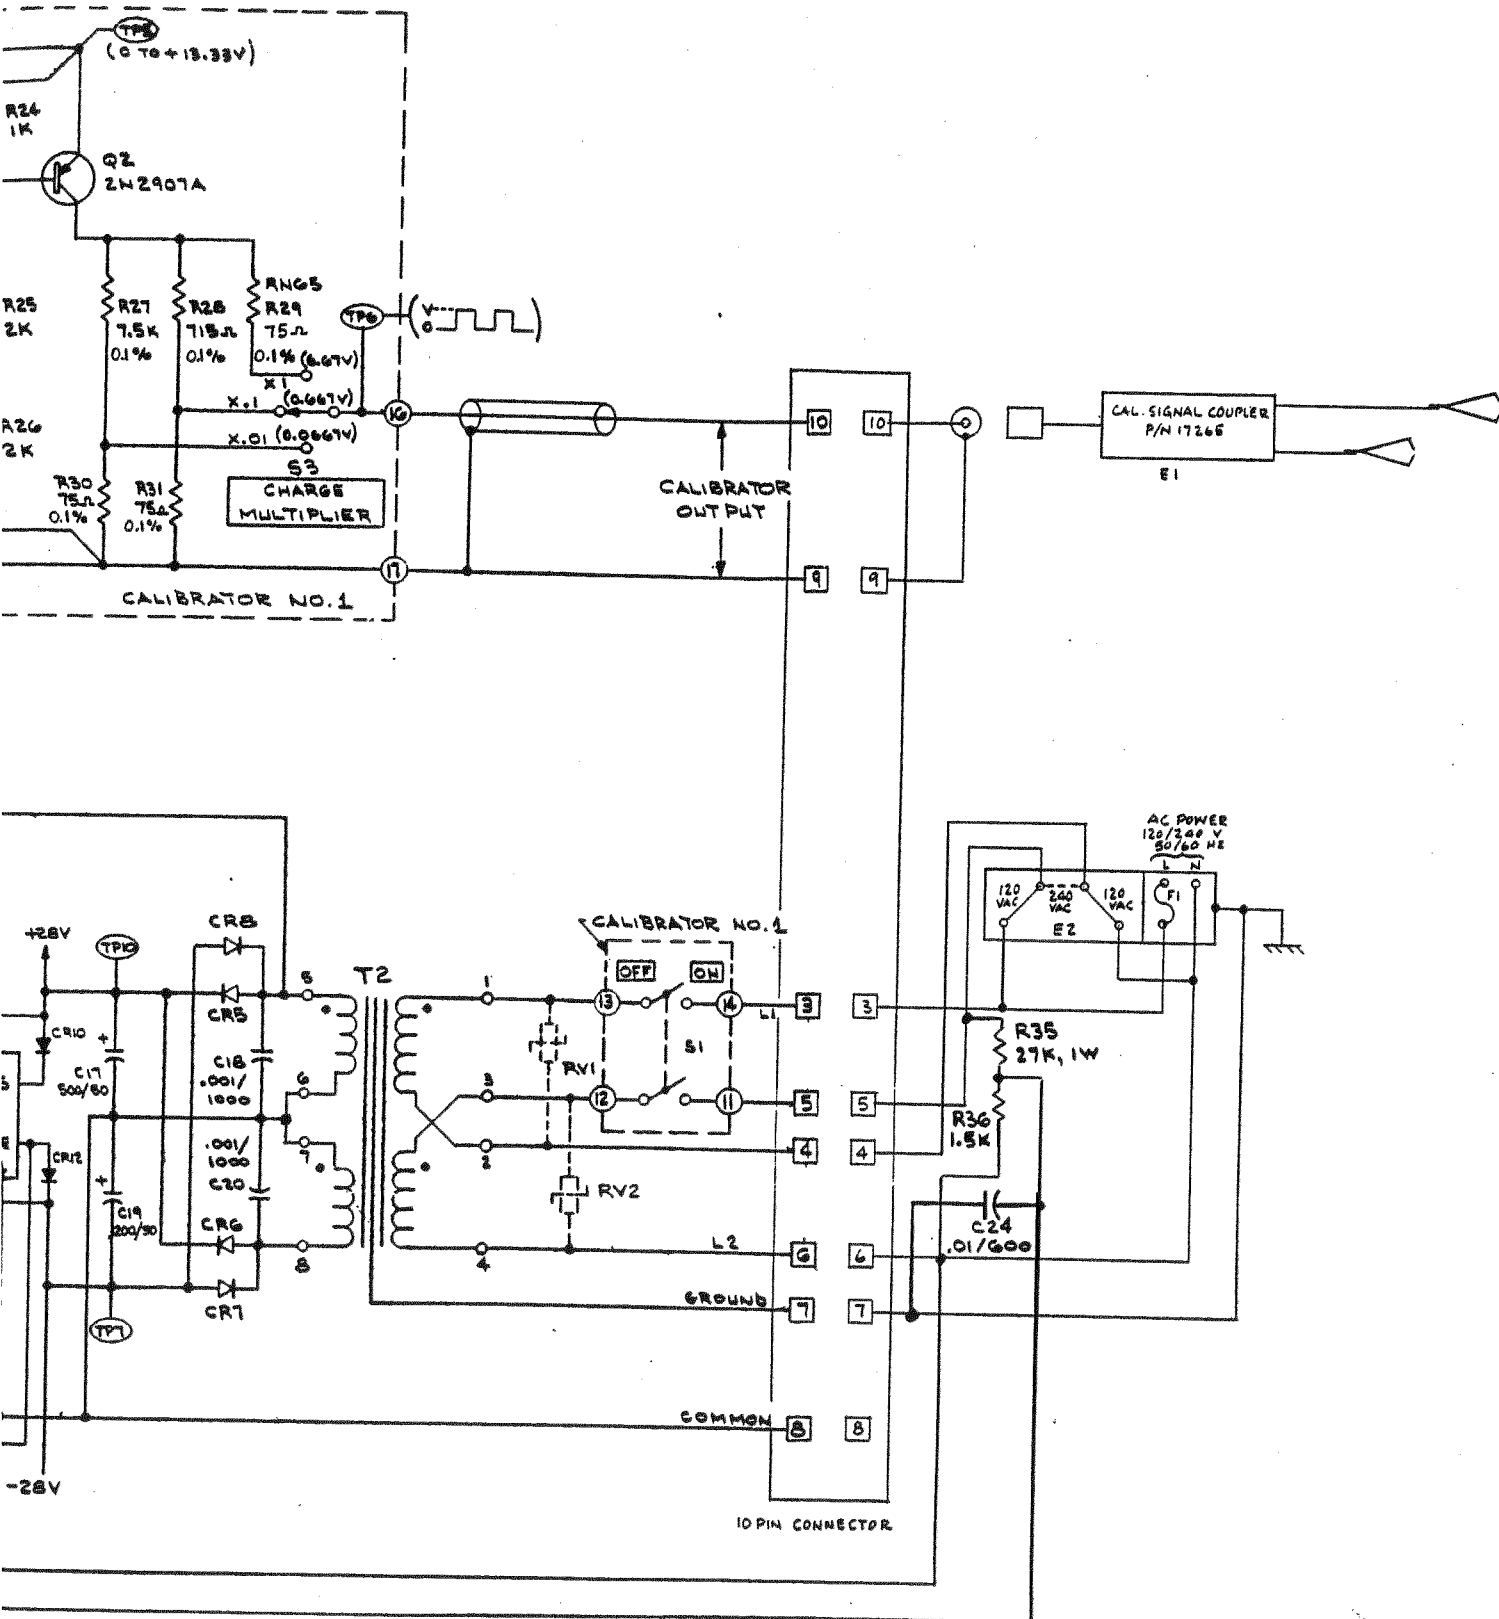 TP5
(0 TO + 13.33V)
R24
1K
Q2
2N2907A
R25
2K
R27
7.5K
0.1%
R28
715Ω
0.1%
RNG5
R29
75Ω
0.1%
(6.67V)
TP6
V
0
X1
X.1
(0.667V)
X.01
(0.0667V)
16
R26
2K
S3
CHARGE
MULTIPLIER
R30
75Ω
0.1%
R31
75Ω
0.1%
17
CALIBRATOR NO.1
CALIBRATOR
OUTPUT
10
10
9
9
CAL. SIGNAL COUPLER
P/N 17265
E1
AC POWER
120/240 V
50/60 HZ
L N
120
VAC
240
VAC
120
VAC
F1
E2
+28V
TP10
CR8
CR5
CR10
C17
500/50
C18
.001/
1000
.001/
1000
C20
CR12
C19
200/50
CR6
CR7
TP7
-28V
5
6
7
8
T2
1
3
2
4
CALIBRATOR NO.1
OFF
ON
13
14
12
11
S1
RV1
RV2
L1
L2
GROUND
COMMON
3
3
5
5
4
4
6
6
7
7
8
8
R35
27K, 1W
R36
1.5K
C24
.01/600
10 PIN CONNECTOR